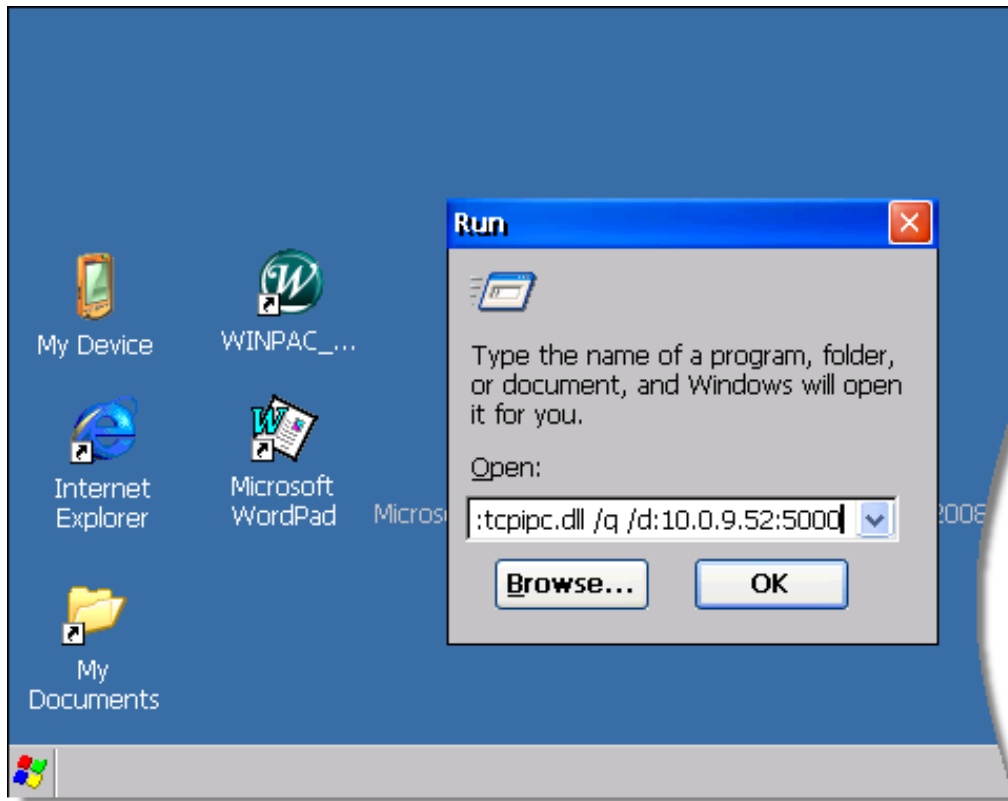 Run
My Device
WINPAC_...
Type the name of a program, folder,
or document, and Windows will open
it for you.
Open:
Internet
Explorer
Microsoft
WordPad
:tcpipc.dll /q /d:10.0.9.52:5000
2008
Browse...
OK
My
Documents